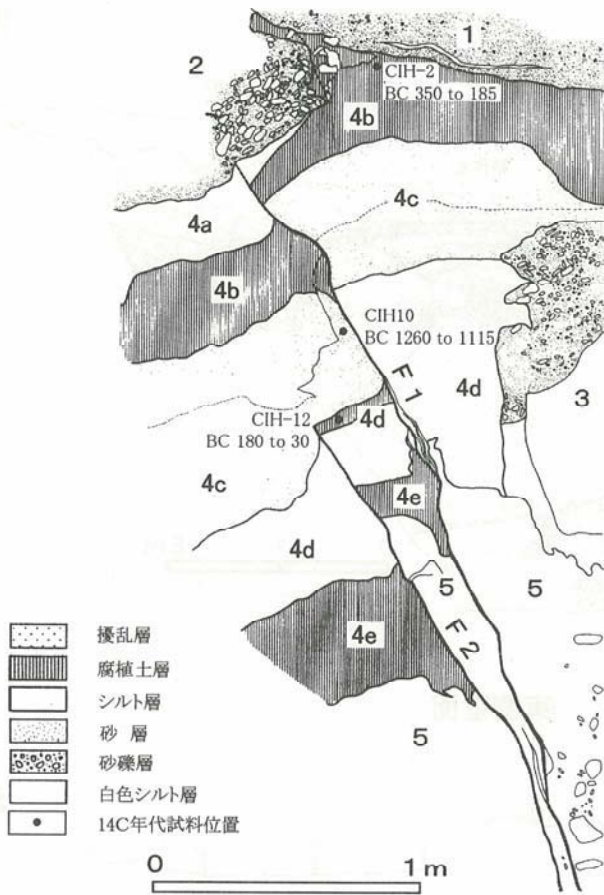 1
2
CIH-2
BC 350 to 185
4b
4c
4a
4b
CIH10
BC 1260 to 1115
F1
4d
3
CIH-12
BC 180 to 30
4d
4c
4e
4d
5
5
F2
4e
5
擾乱層
腐植土層
シルト層
砂 層
砂礫層
白色シルト層
14C年代試料位置
0
1 m